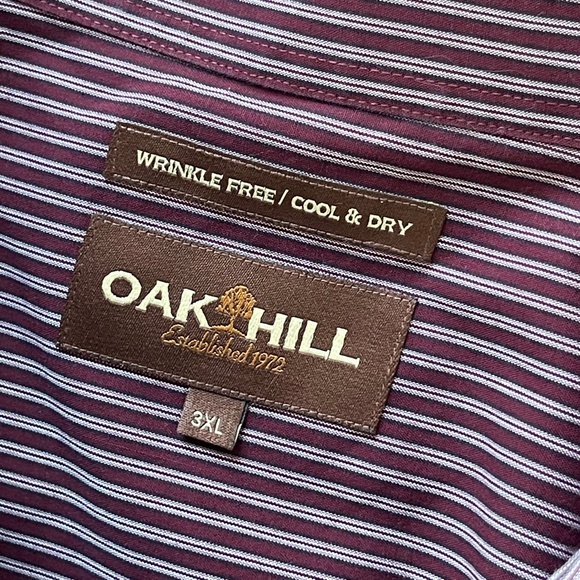 WRINKLE FREE / COOL & DRY
OAK HILL
Established 1972
3XL